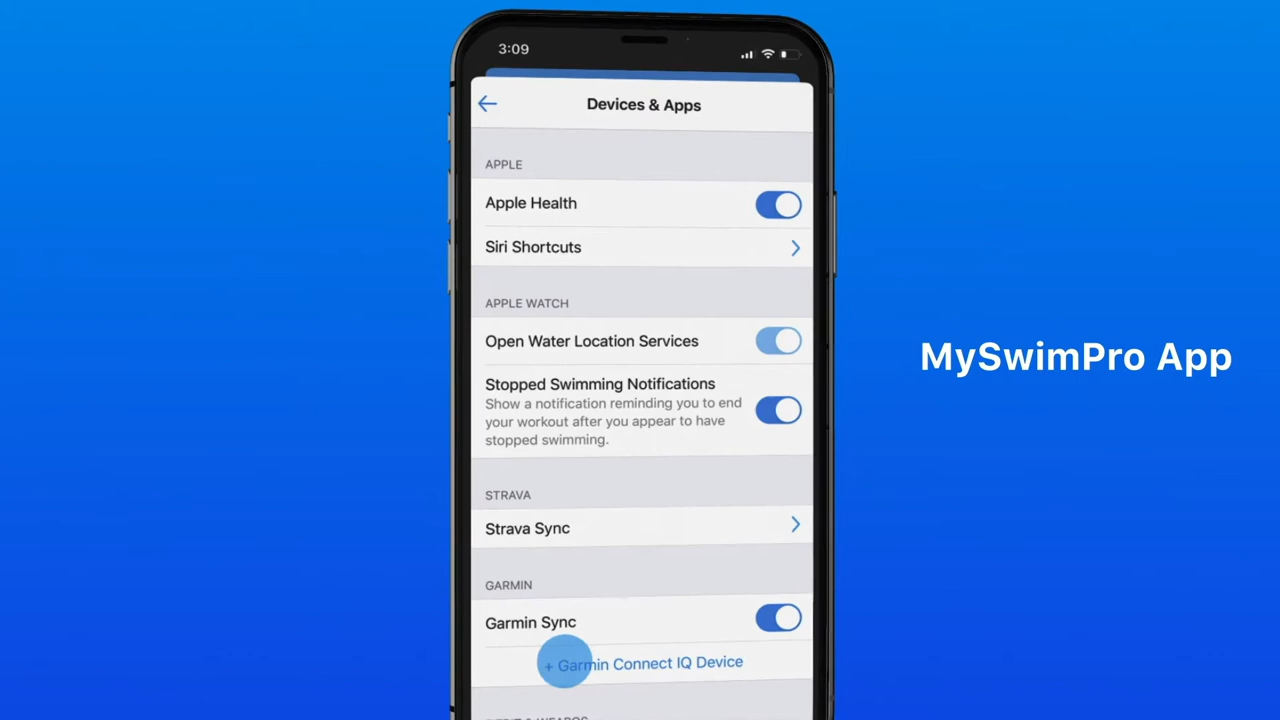 3:09
Devices & Apps
APPLE
Apple Health
Siri Shortcuts
APPLE WATCH
Open Water Location Services
Stopped Swimming Notifications
Show a notification reminding you to end
your workout after you appear to have
stopped swimming.
STRAVA
Strava Sync
GARMIN
Garmin Sync
+ Garmin Connect IQ Device
MySwimPro App